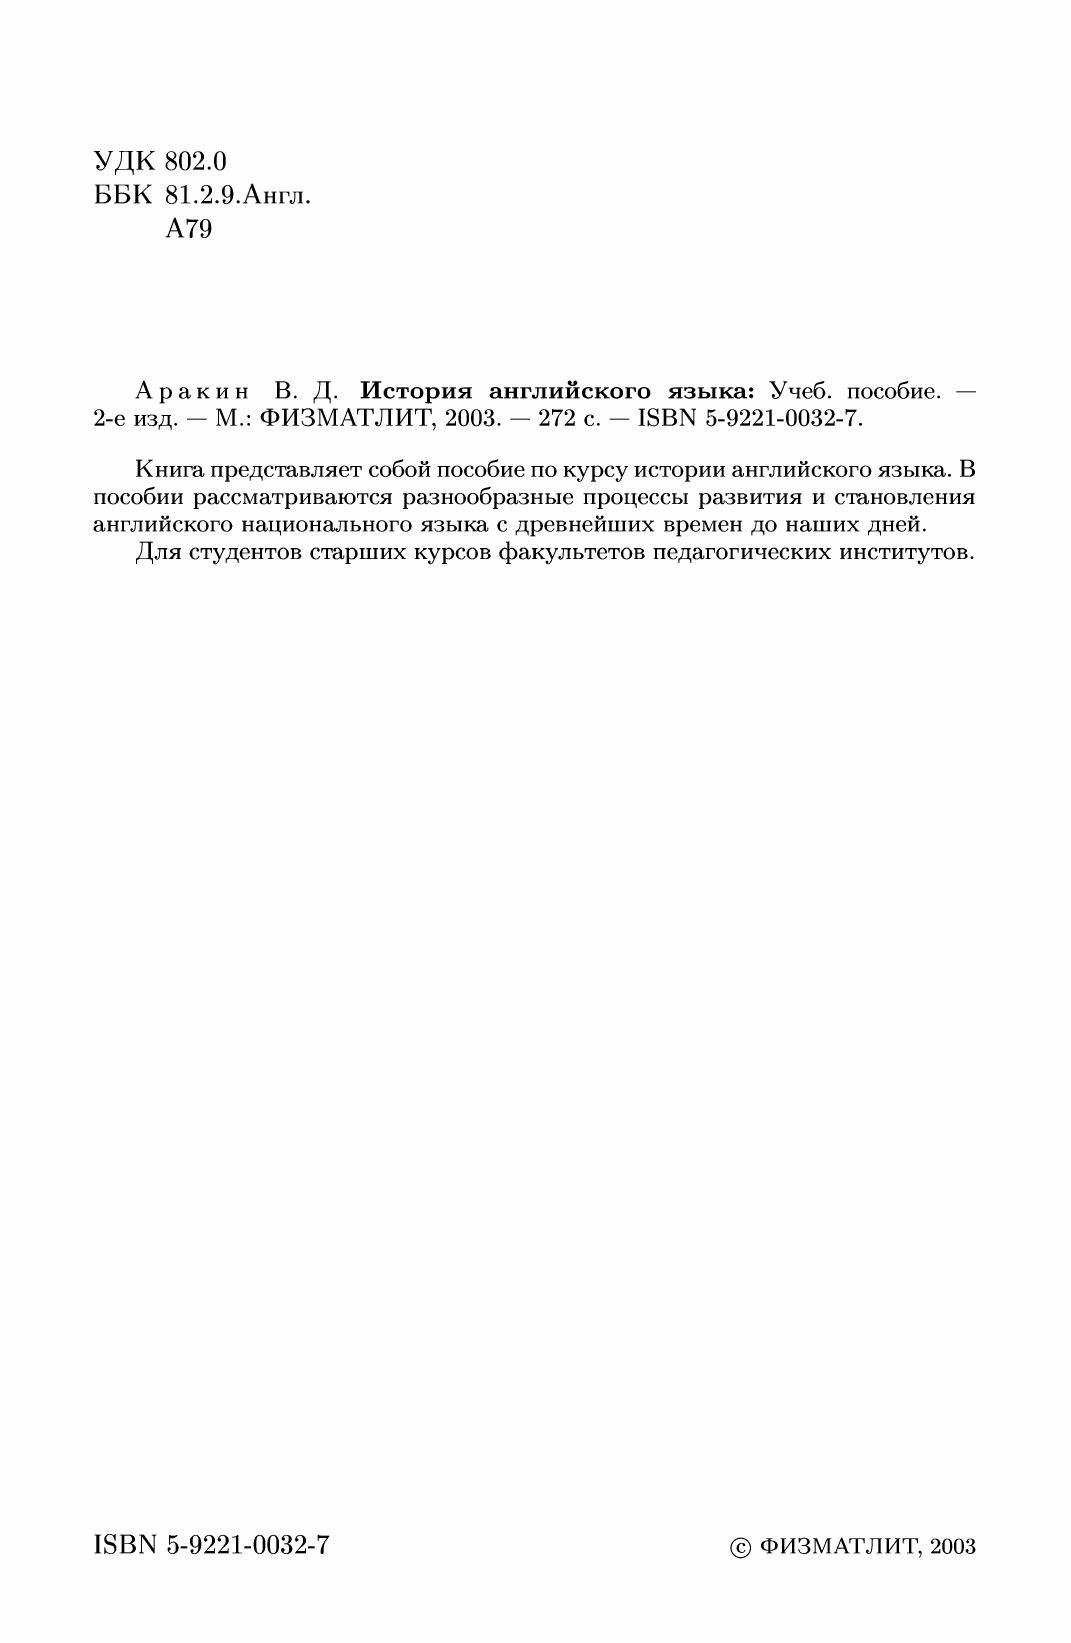 УДК 802.0
ББК 81.2.9.Англ.
А79
Аракин В. Д. История английского языка: Учеб. пособие. —
2-е изд. — М.: ФИЗМАТЛИТ, 2003. — 272 с. — ISBN 5-9221-0032-7.
Книга представляет собой пособие по курсу истории английского языка. В
пособии рассматриваются разнообразные процессы развития и становления
английского национального языка с древнейших времен до наших дней.
Для студентов старших курсов факультетов педагогических институтов.
ISBN 5-9221-0032-7 © ФИЗМАТЛИТ, 2003